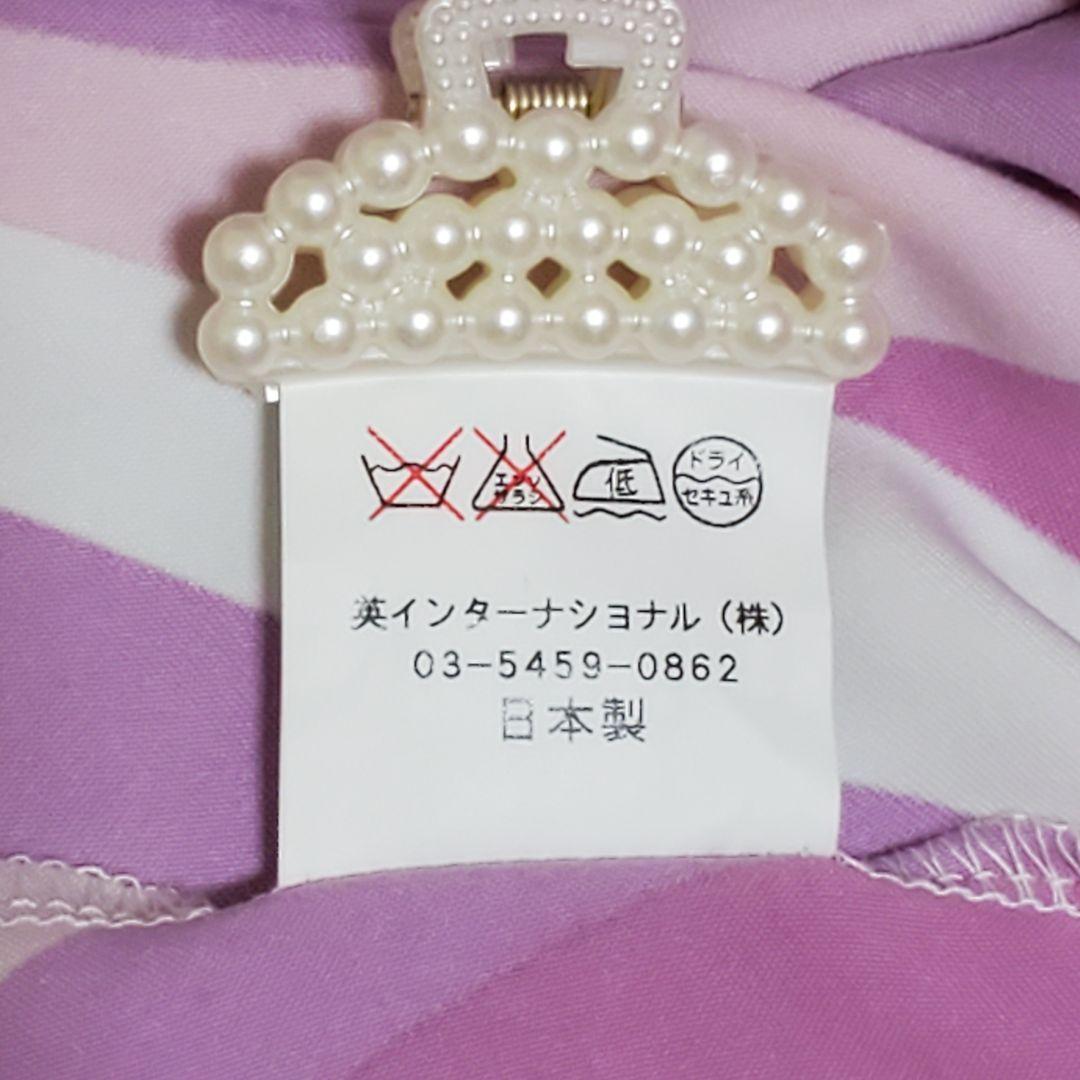 エンソ
サラシ
低
ドライ
セキユ系
英インターナショナル（株）
03-5459-0862
日本製